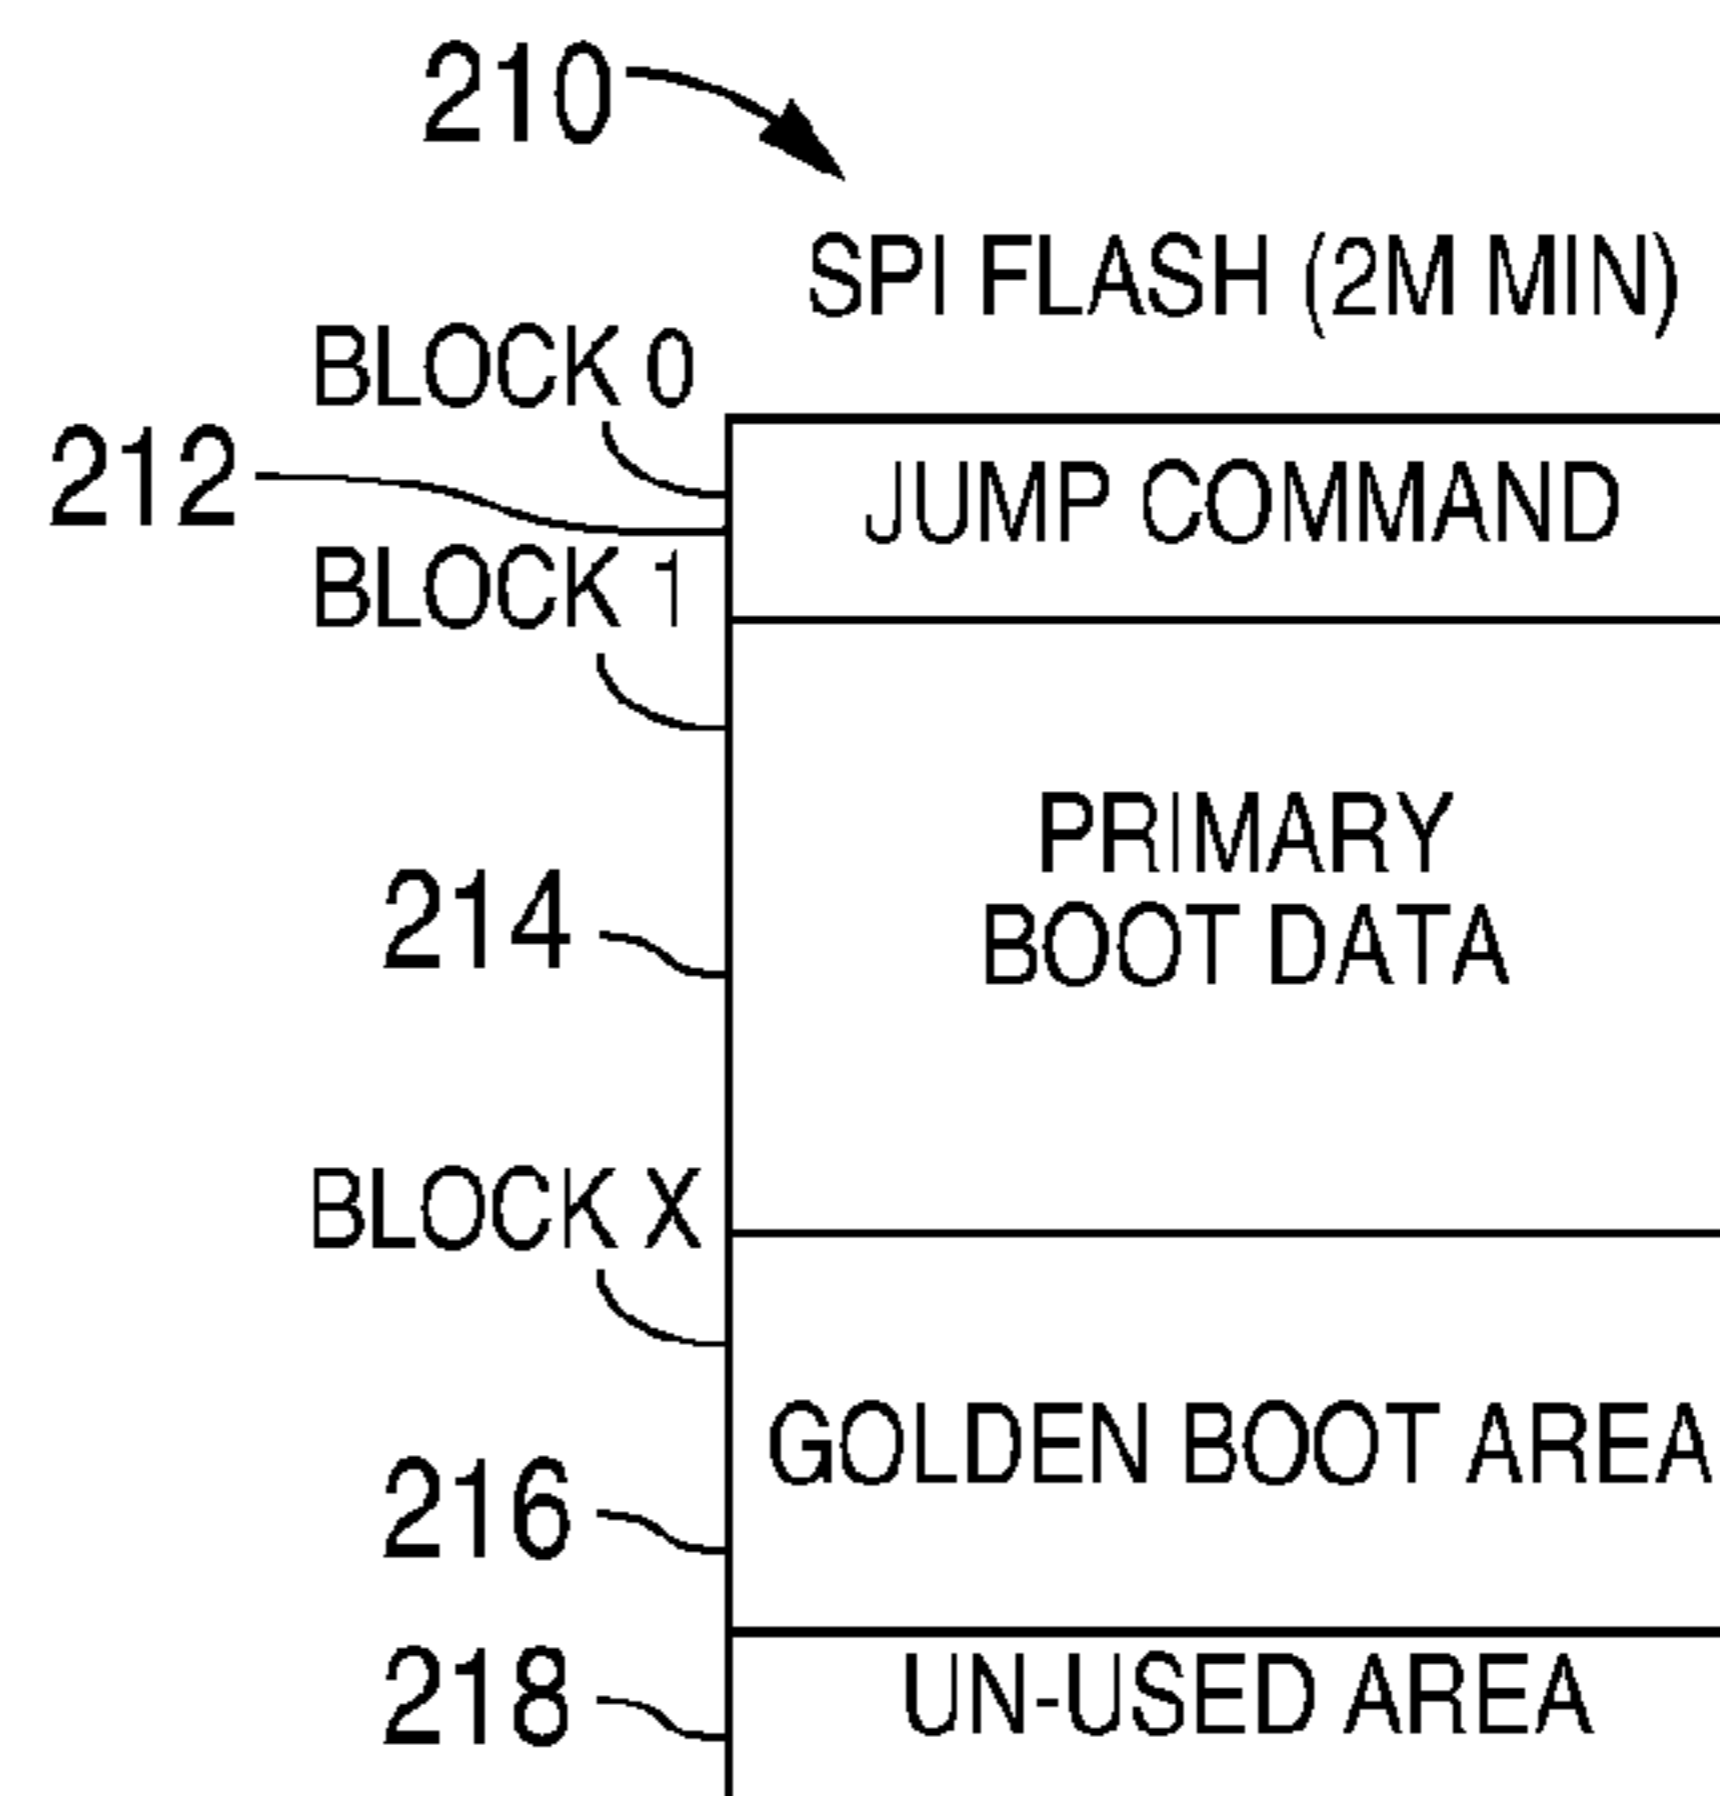 210
SPI FLASH (2M MIN)
BLOCK 0
212
JUMP COMMAND
BLOCK 1
PRIMARY
BOOT DATA
214
BLOCK X
GOLDEN BOOT AREA
216
218
UN-USED AREA